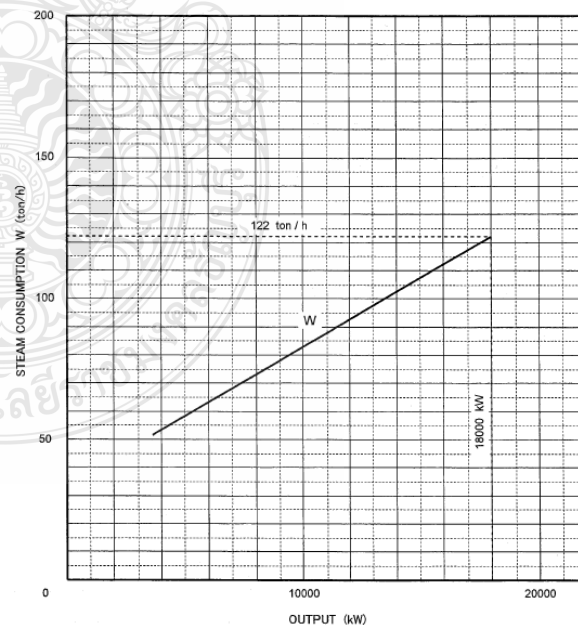 200
150
122 ton / h
100
W
50
18000 kW
0
10000
20000
OUTPUT (kW)
STEAM CONSUMPTION W (ton/h)